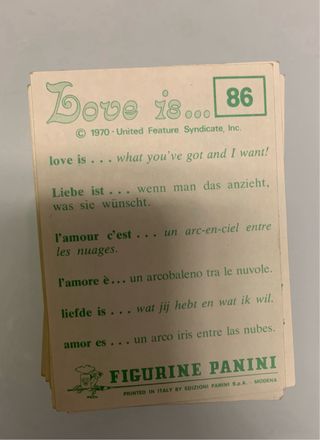 Love is... 86
© 1970 - United Feature Syndicate, Inc.
love is . . . what you've got and I want!
Liebe ist . . . wenn man das anzieht,
was sie wünscht.
l'amour c'est . . . un arc-en-ciel entre
les nuages.
l'amore è . . . un arcobaleno tra le nuvole.
liefde is . . . wat jij hebt en wat ik wil.
amor es . . . un arco iris entre las nubes.
FIGURINE PANINI
PRINTED IN ITALY BY EDIZIONI PANINI S.p.A. - MODENA